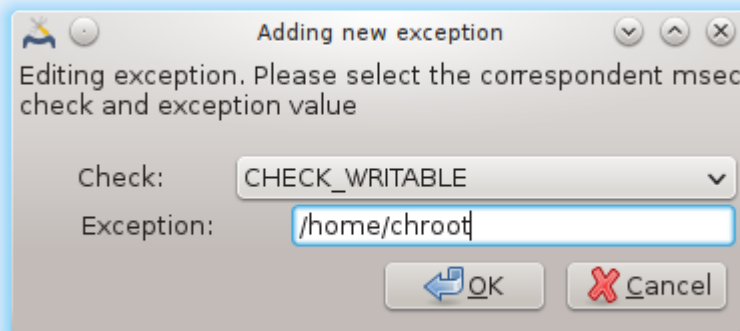 Adding new exception
Editing exception. Please select the correspondent msec
check and exception value
Check: CHECK_WRITABLE
Exception: /home/chroot
OK Cancel